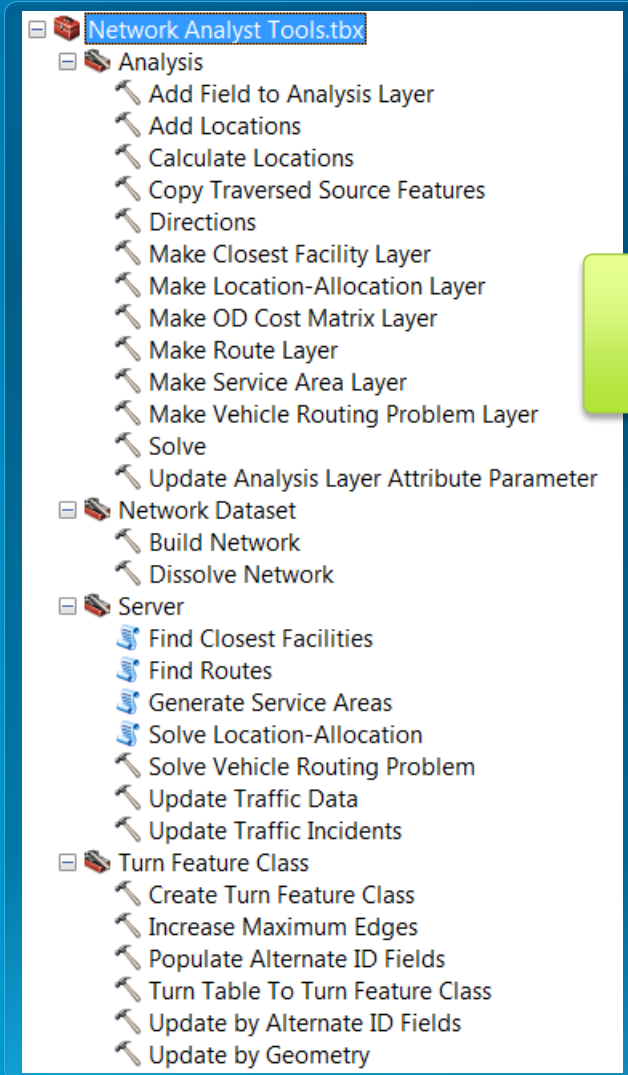 Network Analyst Tools.tbx
Analysis
Add Field to Analysis Layer
Add Locations
Calculate Locations
Copy Traversed Source Features
Directions
Make Closest Facility Layer
Make Location-Allocation Layer
Make OD Cost Matrix Layer
Make Route Layer
Make Service Area Layer
Make Vehicle Routing Problem Layer
Solve
Update Analysis Layer Attribute Parameter
Network Dataset
Build Network
Dissolve Network
Server
Find Closest Facilities
Find Routes
Generate Service Areas
Solve Location-Allocation
Solve Vehicle Routing Problem
Update Traffic Data
Update Traffic Incidents
Turn Feature Class
Create Turn Feature Class
Increase Maximum Edges
Populate Alternate ID Fields
Turn Table To Turn Feature Class
Update by Alternate ID Fields
Update by Geometry